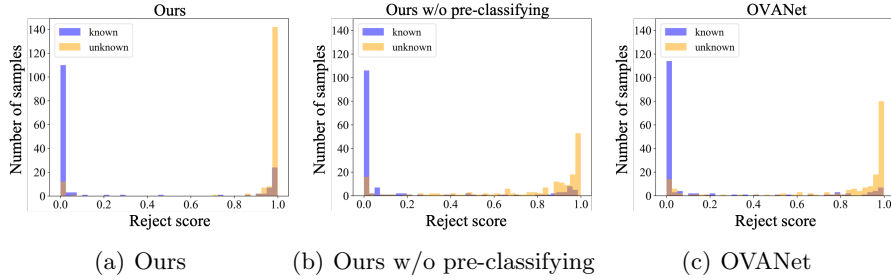 Ours
Ours w/o pre-classifying
OVANet
140
120
100
80
60
40
20
0
Number of samples
known
unknown
0.0 0.2 0.4 0.6 0.8 1.0
Reject score
140
120
100
80
60
40
20
0
Number of samples
known
unknown
0.0 0.2 0.4 0.6 0.8 1.0
Reject score
140
120
100
80
60
40
20
0
Number of samples
known
unknown
0.0 0.2 0.4 0.6 0.8 1.0
Reject score
(a) Ours
(b) Ours w/o pre-classifying
(c) OVANet